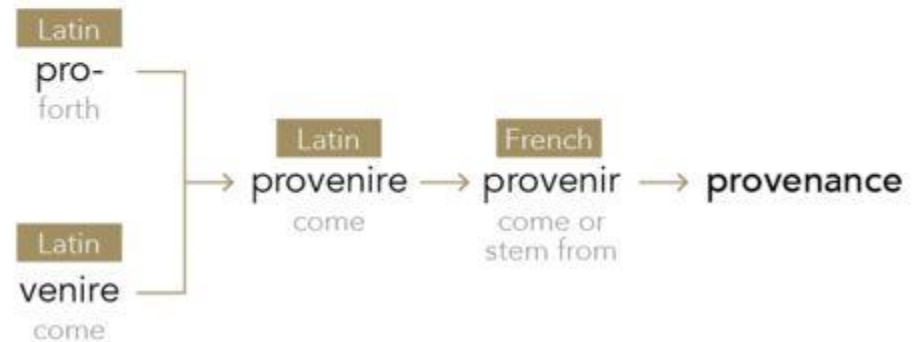 Latin
pro-
forth
Latin
venire
come
Latin
provenire
come
French
provenir
come or
stem from
provenance